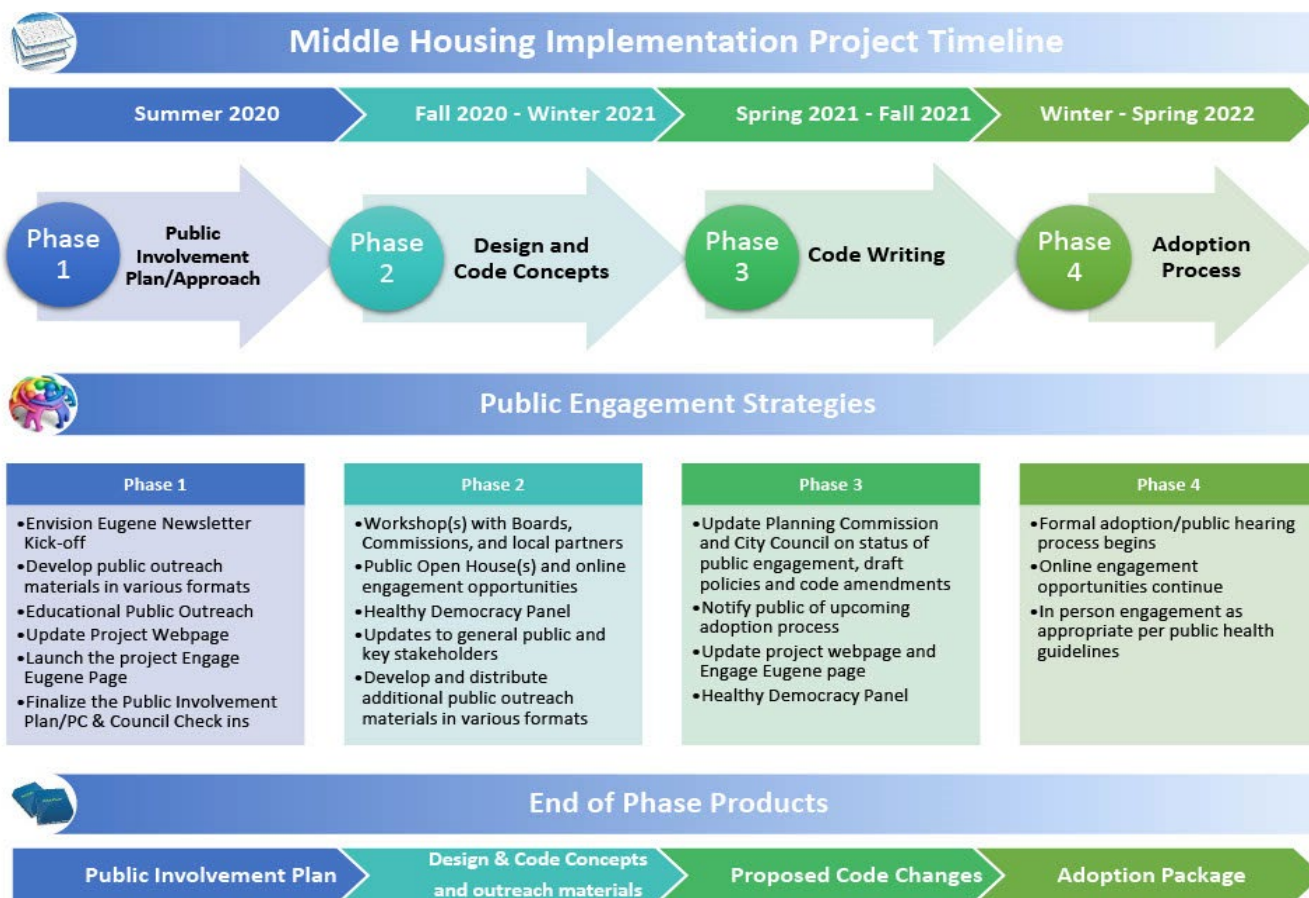 Middle Housing Implementation Project Timeline
Summer 2020
Fall 2020 - Winter 2021
Spring 2021 - Fall 2021
Winter - Spring 2022
Phase
1
Public
Involvement
Plan/Approach
Phase
2
Design and
Code Concepts
Phase
3
Code Writing
Phase
4
Adoption
Process
Public Engagement Strategies
Phase 1
•Envision Eugene Newsletter
Kick-off
•Develop public outreach
materials in various formats
•Educational Public Outreach
•Update Project Webpage
•Launch the project Engage
Eugene Page
•Finalize the Public Involvement
Plan/PC & Council Check ins
Phase 2
•Workshop(s) with Boards,
Commissions, and local partners
•Public Open House(s) and online
engagement opportunities
•Healthy Democracy Panel
•Updates to general public and
key stakeholders
•Develop and distribute
additional public outreach
materials in various formats
Phase 3
•Update Planning Commission
and City Council on status of
public engagement, draft
policies and code amendments
•Notify public of upcoming
adoption process
•Update project webpage and
Engage Eugene page
•Healthy Democracy Panel
Phase 4
•Formal adoption/public hearing
process begins
•Online engagement
opportunities continue
•In person engagement as
appropriate per public health
guidelines
End of Phase Products
Public Involvement Plan
Design & Code Concepts
and outreach materials
Proposed Code Changes
Adoption Package